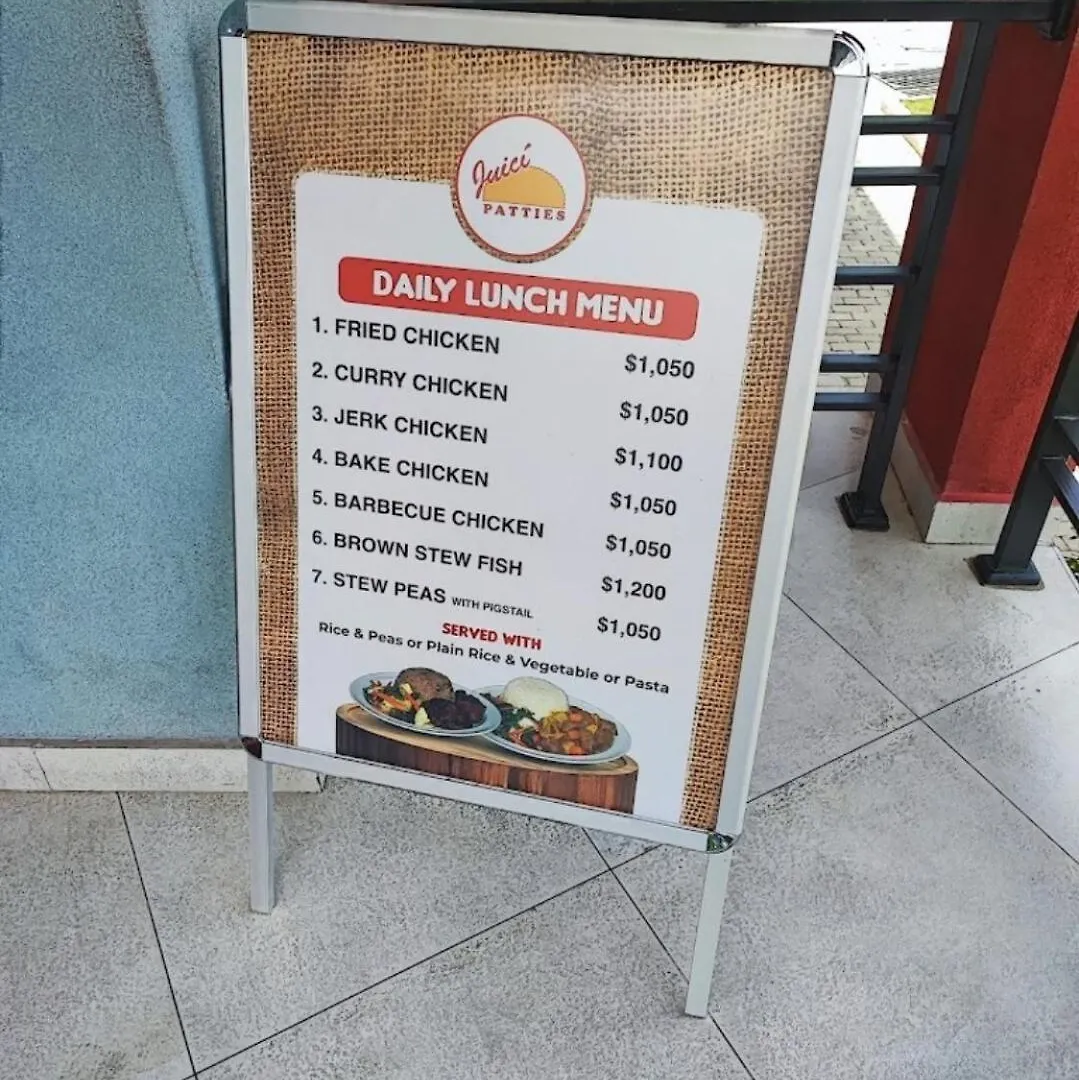 Juici
PATTIES
DAILY LUNCH MENU
1. FRIED CHICKEN $1,050
2. CURRY CHICKEN $1,050
3. JERK CHICKEN $1,100
4. BAKE CHICKEN $1,050
5. BARBECUE CHICKEN $1,050
6. BROWN STEW FISH $1,200
7. STEW PEAS WITH PIGSTAIL $1,050
SERVED WITH
Rice & Peas or Plain Rice & Vegetable or Pasta